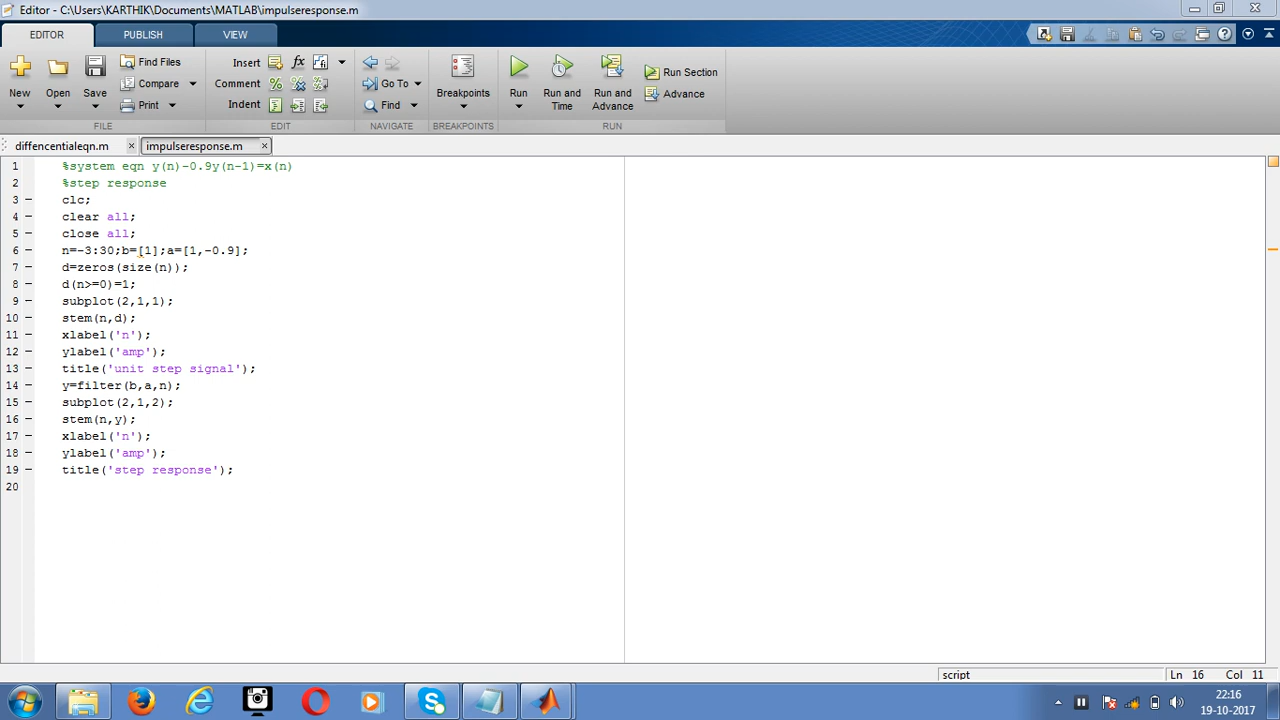 Editor - C:\Users\KARTHIK\Documents\MATLAB\impulseresponse.m
EDITOR PUBLISH VIEW
New Open Save Find Files Compare Print
Insert fx
Comment
Indent
Go To Find
Breakpoints
Run Run and Time Run and Advance Run Section Advance
FILE EDIT NAVIGATE BREAKPOINTS RUN
diffencentialeqn.m × impulseresponse.m ×
1 %system eqn y(n)-0.9y(n-1)=x(n)
2 %step response
3 – clc;
4 – clear all;
5 – close all;
6 – n=-3:30;b=[1];a=[1,-0.9];
7 – d=zeros(size(n));
8 – d(n>=0)=1;
9 – subplot(2,1,1);
10 – stem(n,d);
11 – xlabel('n');
12 – ylabel('amp');
13 – title('unit step signal');
14 – y=filter(b,a,n);
15 – subplot(2,1,2);
16 – stem(n,y);
17 – xlabel('n');
18 – ylabel('amp');
19 – title('step response');
20
script Ln 16 Col 11
22:16
19-10-2017